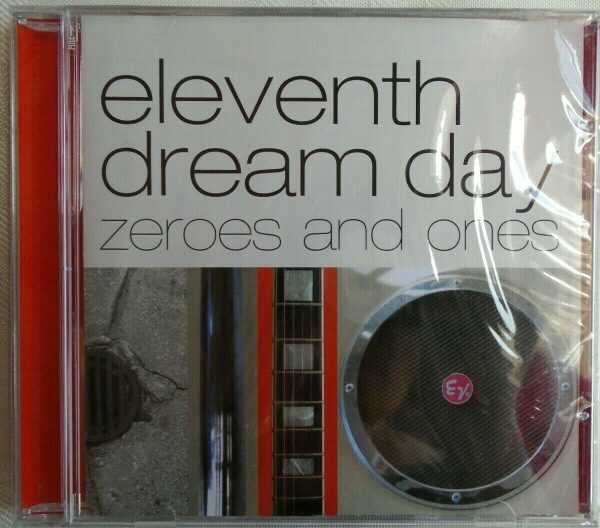 eleventh
dream day
zeroes and ones